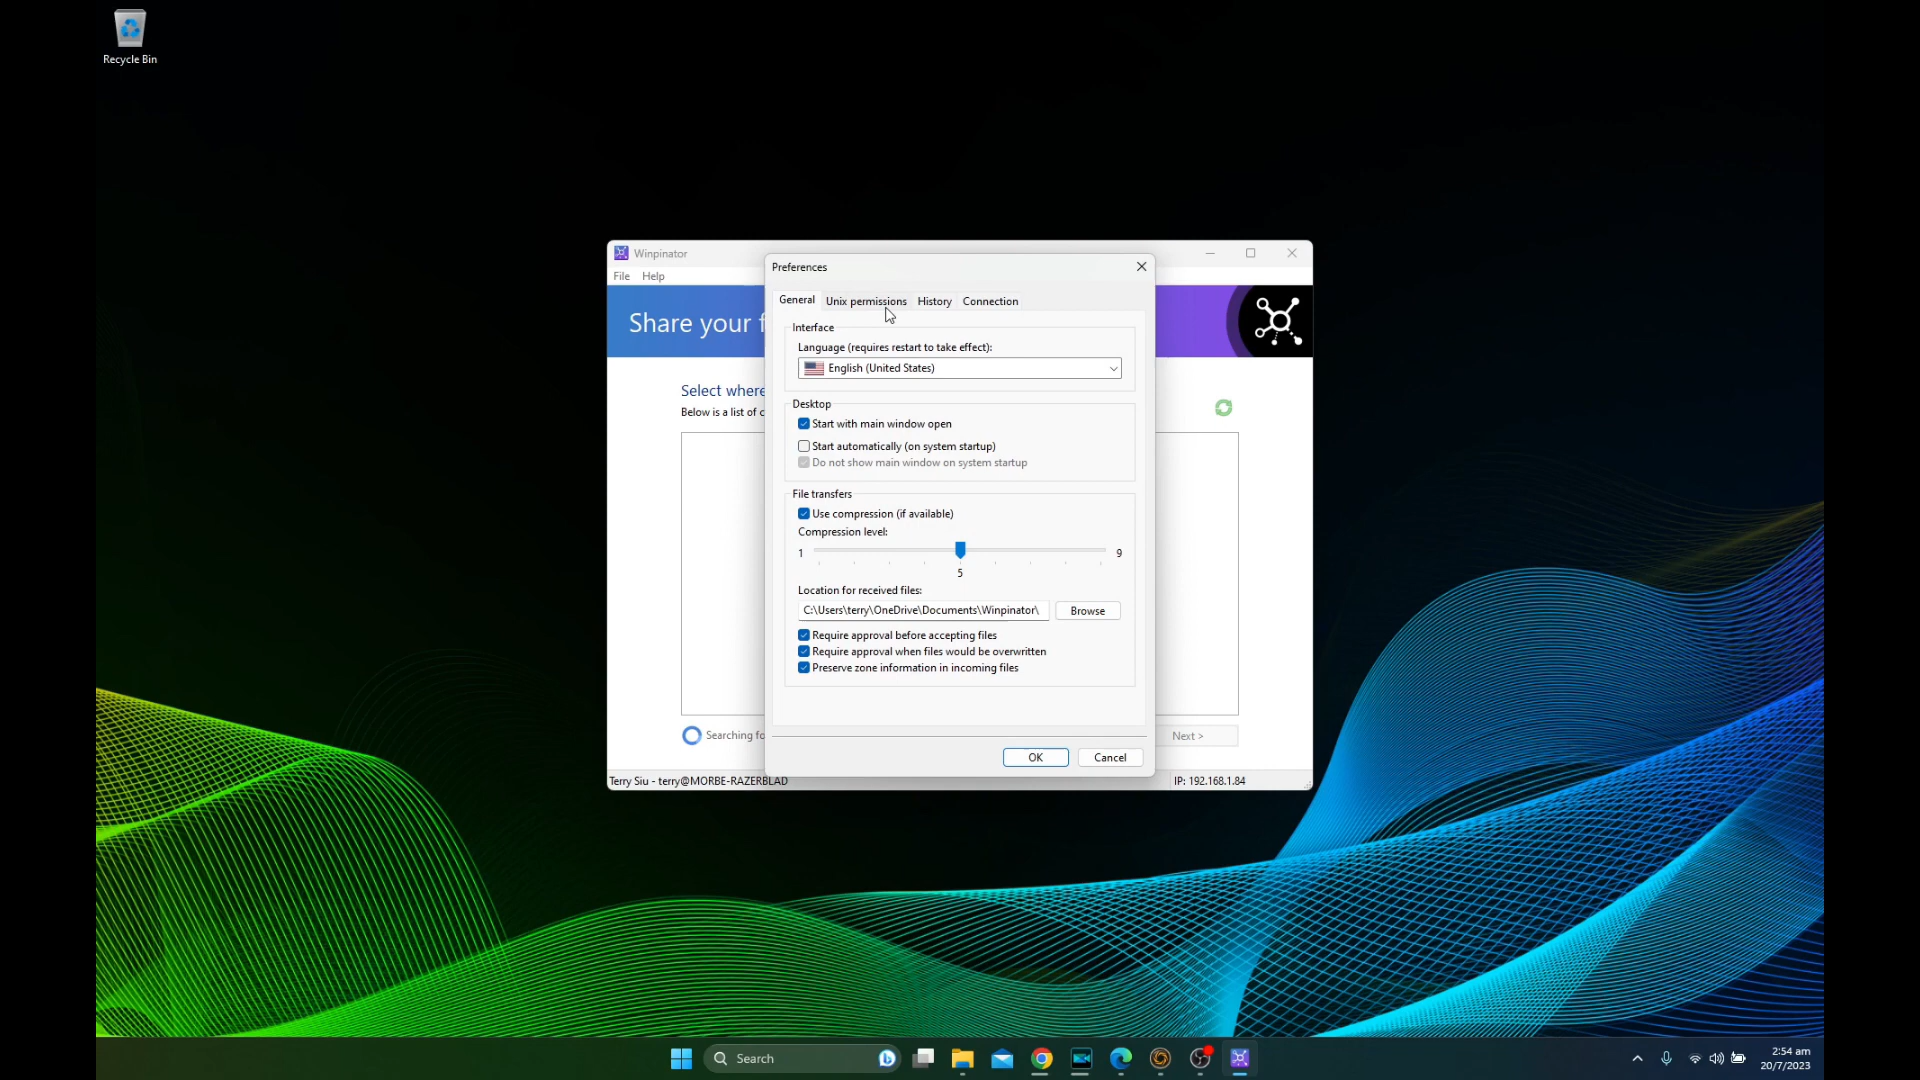 Recycle Bin
Winpinator
File Help
Share your f
Select where
Below is a list of c
Searching fo
Next >
Terry Siu - terry@MORBE-RAZERBLAD
IP: 192.168.1.84
Preferences
General Unix permissions History Connection
Interface
Language (requires restart to take effect):
English (United States)
Desktop
Start with main window open
Start automatically (on system startup)
Do not show main window on system startup
File transfers
Use compression (if available)
Compression level:
1 9
5
Location for received files:
C:\Users\terry\OneDrive\Documents\Winpinator\ Browse
Require approval before accepting files
Require approval when files would be overwritten
Preserve zone information in incoming files
OK Cancel
Search
2:54 am
20/7/2023